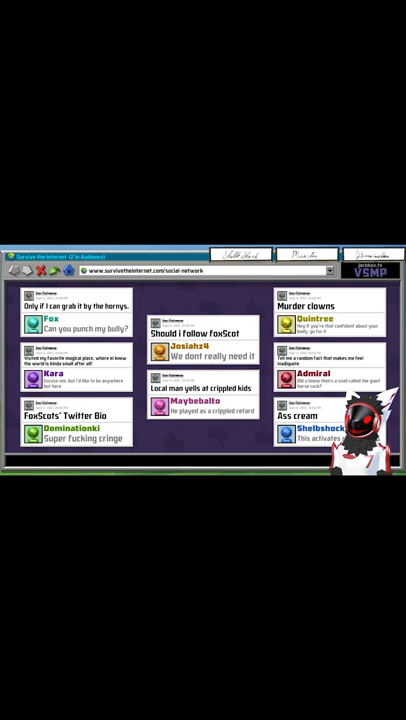 Survive the Internet (2 in Audience)
www.survivetheinternet.com/social-network
jackbox.tv
VSMP
Only if I can grab it by the hornys.
Fox
Can you punch my bully?
Visited my favorite magical place, where al know
the world is kinda small after all!
Kara
Excuse me, but I'd like to be anywhere
but here
FoxScats' Twitter Bio
Dominationki
Super fucking cringe
Should i follow foxScat
Josiahz4
We dont really need it
Local man yells at crippled kids
Maybebalto
He played as a crippled retard
Murder clowns
Quintree
Hey if you're that confident about your
body, go for it
Tell me a random fact that makes me feel
inadequate
Admiral
Did u know theirs a snail called the giant
horse cock?
Ass cream
Shelbshock
This activates